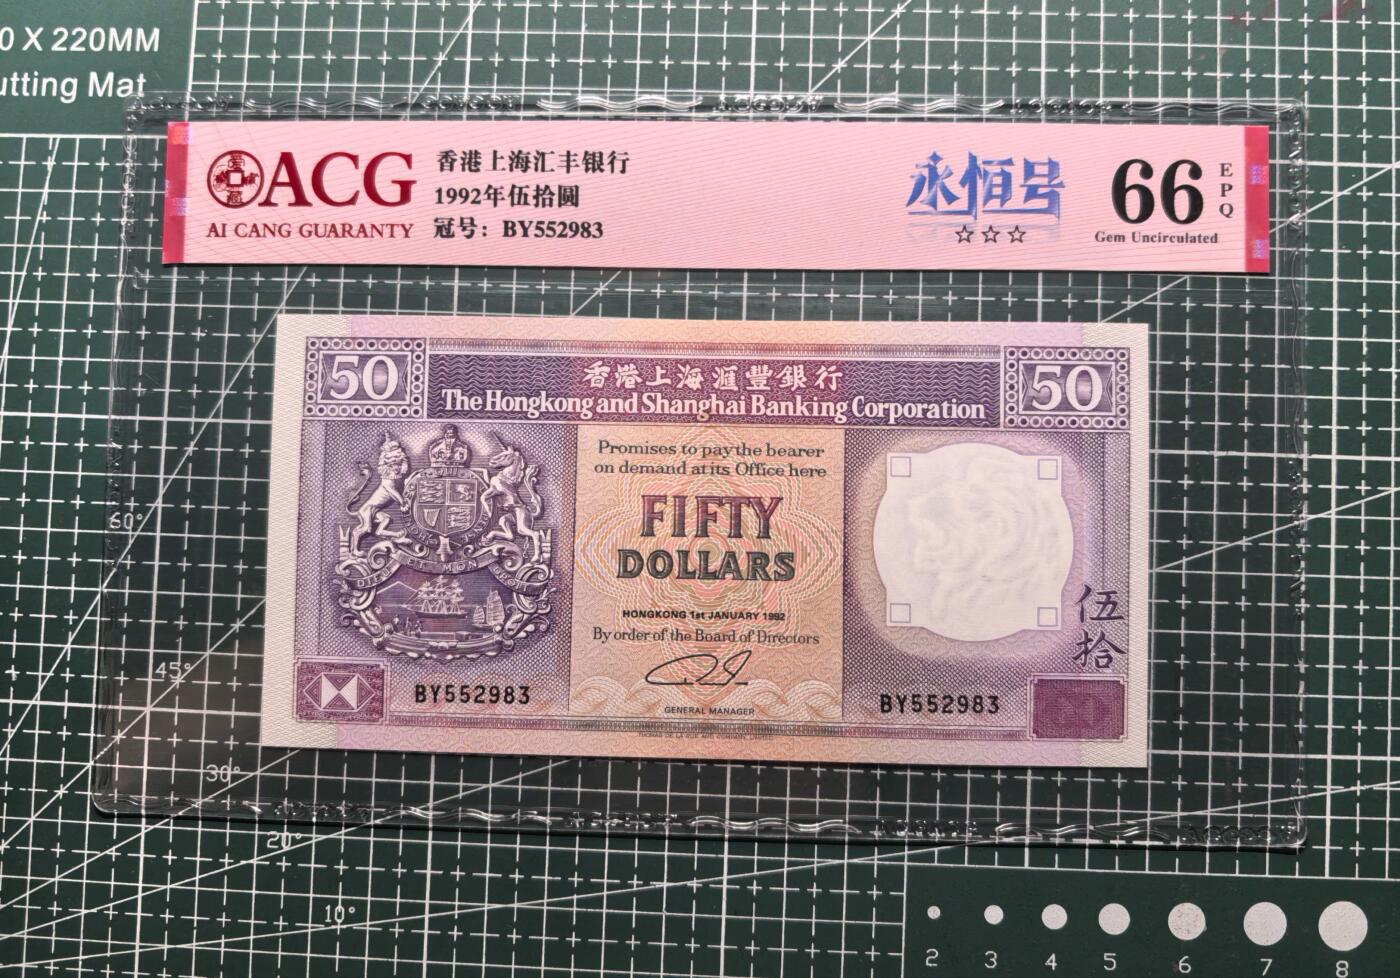 0 X 220MM
utting Mat
ACG
AI CANG GUARANTY
香港上海汇丰银行
1992年伍拾圆
冠号：BY552983
永恒号
☆☆☆
66
EPQ
Gem Uncirculated
50
香港上海滙豐銀行
The Hongkong and Shanghai Banking Corporation
50
Promises to pay the bearer
on demand at its Office here
FIFTY
DOLLARS
HONGKONG 1st JANUARY 1992
By order of the Board of Directors
GENERAL MANAGER
BY552983
BY552983
伍拾
60°
45°
30°
20°
10°
2 3 4 5 6 7 8